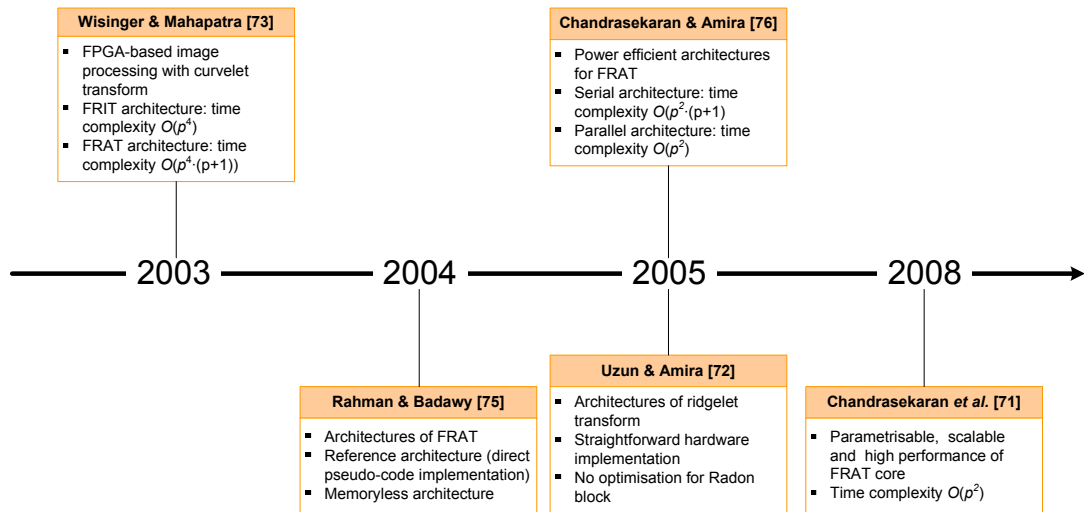 Wisinger & Mahapatra [73]
▪ FPGA-based image
processing with curvelet
transform
▪ FRIT architecture: time
complexity O(p⁴)
▪ FRAT architecture: time
complexity O(p⁴·(p+1))
Chandrasekaran & Amira [76]
▪ Power efficient architectures
for FRAT
▪ Serial architecture: time
complexity O(p²·(p+1)
▪ Parallel architecture: time
complexity O(p²)
2003
2004
2005
2008
Rahman & Badawy [75]
▪ Architectures of FRAT
▪ Reference architecture (direct
pseudo-code implementation)
▪ Memoryless architecture
Uzun & Amira [72]
▪ Architectures of ridgelet
transform
▪ Straightforward hardware
implementation
▪ No optimisation for Radon
block
Chandrasekaran et al. [71]
▪ Parametrisable, scalable
and high performance of
FRAT core
▪ Time complexity O(p²)